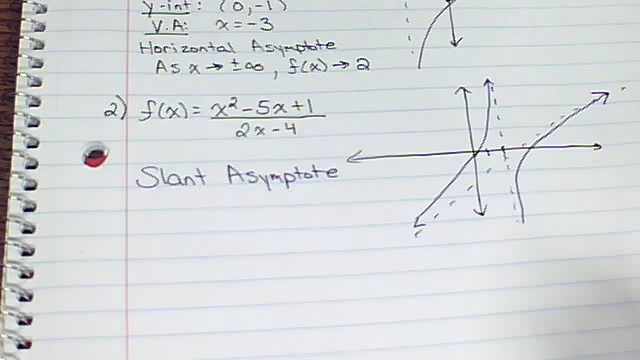 y-int: (0, -1)
V.A: x = -3
Horizontal Asymptote
As x → ±∞, f(x) → 2
2) f(x) = x² - 5x + 1
2x - 4
Slant Asymptote